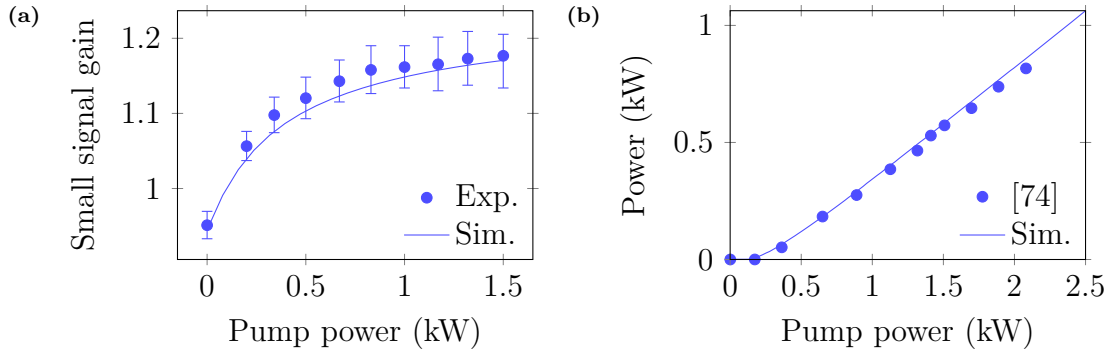 (a)
Small signal gain
1.2
1.1
1
0
0.5
1
1.5
Pump power (kW)
Exp.
Sim.
(b)
Power (kW)
1
0.5
0
0
0.5
1
1.5
2
2.5
Pump power (kW)
[74]
Sim.